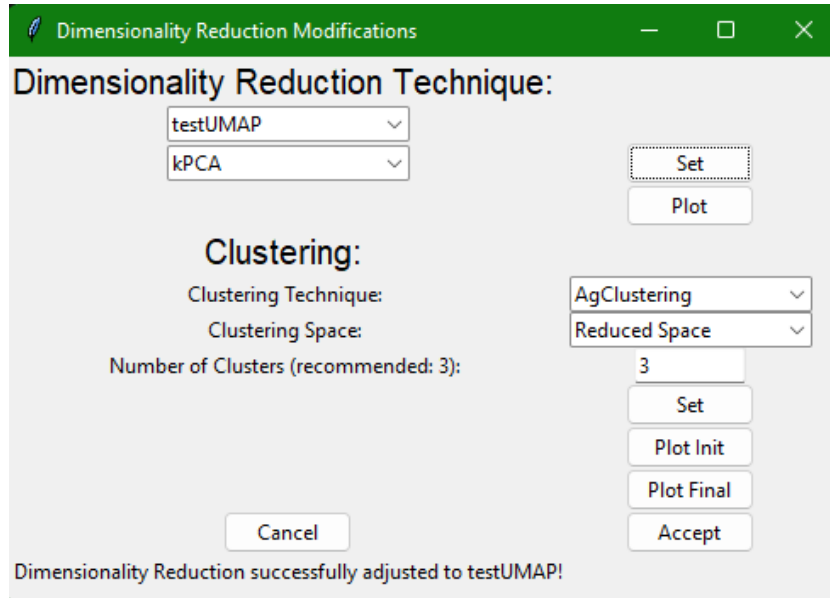 Dimensionality Reduction Modifications
Dimensionality Reduction Technique:
testUMAP
kPCA
Set
Plot
Clustering:
Clustering Technique:
AgClustering
Clustering Space:
Reduced Space
Number of Clusters (recommended: 3):
3
Set
Plot Init
Plot Final
Cancel
Accept
Dimensionality Reduction successfully adjusted to testUMAP!